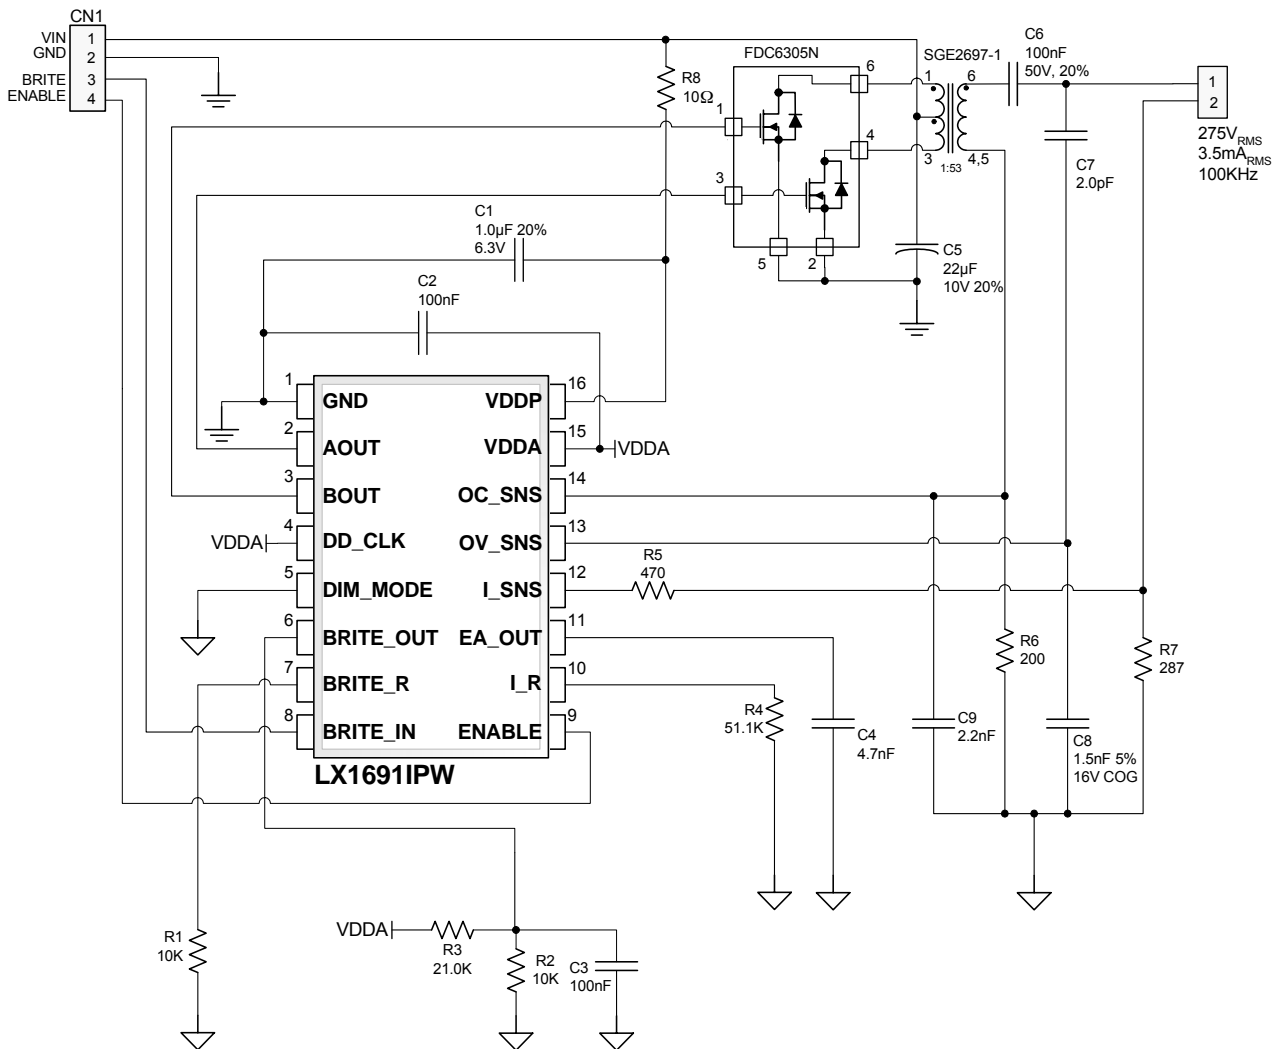 CN1
VIN 1
GND 2
BRITE 3
ENABLE 4
R8
10Ω
FDC6305N
1
3
6
4
5
2
SGE2697-1
1
6
3
4,5
1:53
C6
100nF
50V, 20%
C7
2.0pF
1
2
275VRMS
3.5mARMS
100KHz
C5
22µF
10V 20%
C1
1.0µF 20%
6.3V
C2
100nF
1 GND
2 AOUT
3 BOUT
VDDA 4 DD_CLK
5 DIM_MODE
6 BRITE_OUT
7 BRITE_R
8 BRITE_IN
VDDP 16
VDDA 15 VDDA
OC_SNS 14
OV_SNS 13
I_SNS 12
EA_OUT 11
I_R 10
ENABLE 9
LX1691IPW
R5
470
R6
200
R7
287
R4
51.1K
C4
4.7nF
C9
2.2nF
C8
1.5nF 5%
16V COG
R1
10K
VDDA
R3
21.0K
R2
10K
C3
100nF